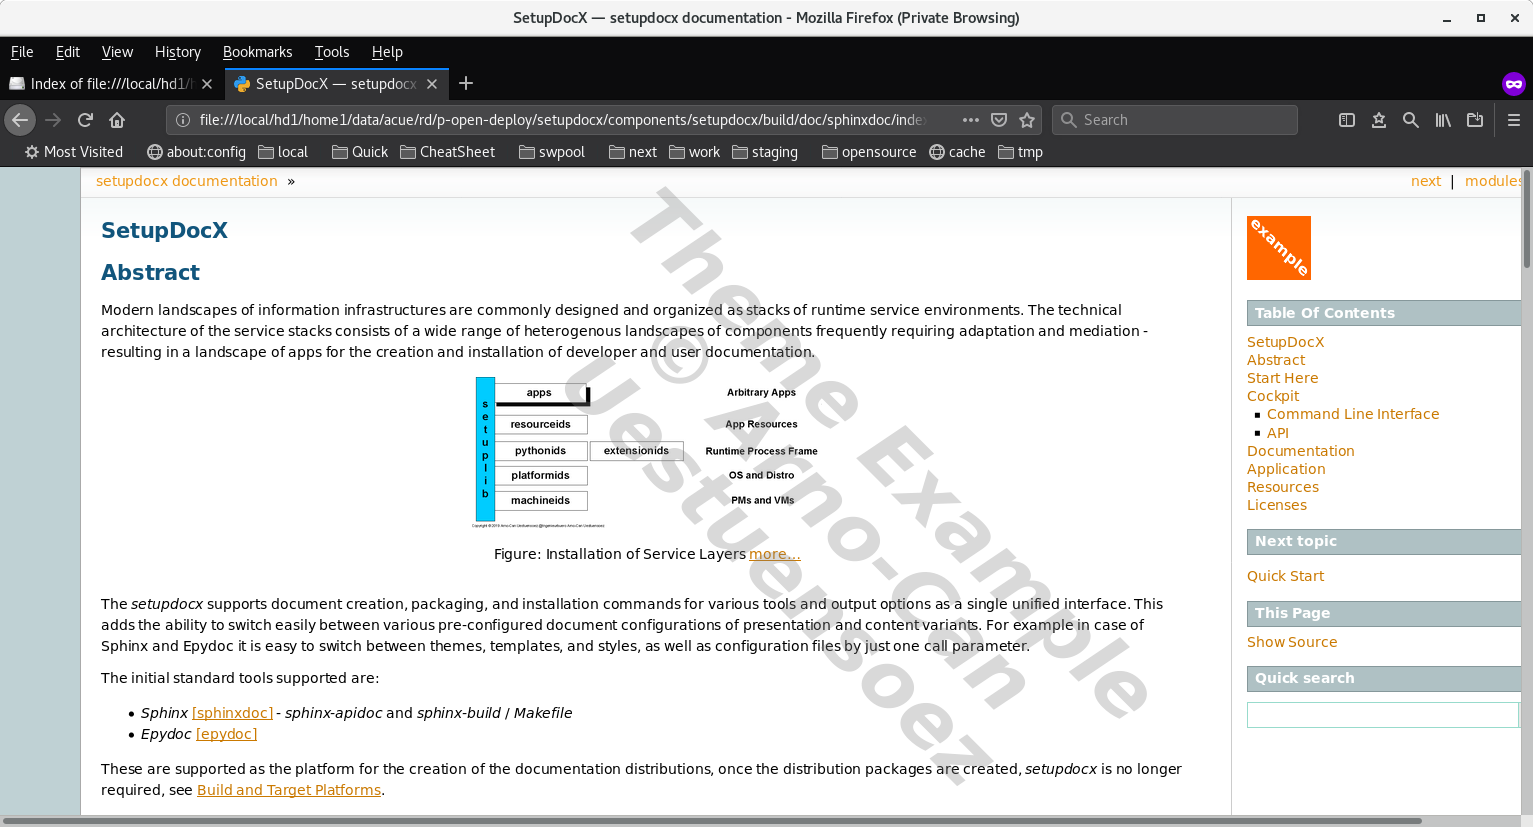 SetupDocX — setupdocx documentation - Mozilla Firefox (Private Browsing)
File Edit View History Bookmarks Tools Help
Index of file:///local/hd1/
SetupDocX — setupdocx
file:///local/hd1/home1/data/acue/rd/p-open-deploy/setupdocx/components/setupdocx/build/doc/sphinxdoc/inde
Search
Most Visited about:config local Quick CheatSheet swpool next work staging opensource cache tmp
setupdocx documentation »
next | modules
SetupDocX
Abstract
Modern landscapes of information infrastructures are commonly designed and organized as stacks of runtime service environments. The technical
architecture of the service stacks consists of a wide range of heterogenous landscapes of components frequently requiring adaptation and mediation -
resulting in a landscape of apps for the creation and installation of developer and user documentation.
setuplib
apps Arbitrary Apps
resourceids App Resources
pythonids extensionids Runtime Process Frame
platformids OS and Distro
machineids PMs and VMs
Figure: Installation of Service Layers more...
The setupdocx supports document creation, packaging, and installation commands for various tools and output options as a single unified interface. This
adds the ability to switch easily between various pre-configured document configurations of presentation and content variants. For example in case of
Sphinx and Epydoc it is easy to switch between themes, templates, and styles, as well as configuration files by just one call parameter.
The initial standard tools supported are:
• Sphinx [sphinxdoc] - sphinx-apidoc and sphinx-build / Makefile
• Epydoc [epydoc]
These are supported as the platform for the creation of the documentation distributions, once the distribution packages are created, setupdocx is no longer
required, see Build and Target Platforms.
Theme Example
© Arno-Can
Uestuensoez
example
Table Of Contents
SetupDocX
Abstract
Start Here
Cockpit
Command Line Interface
API
Documentation
Application
Resources
Licenses
Next topic
Quick Start
This Page
Show Source
Quick search